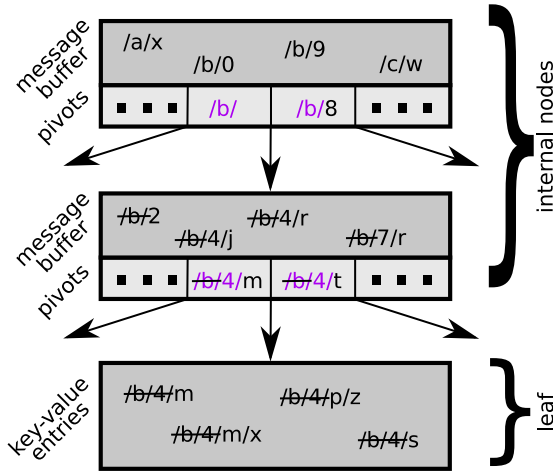 message
buffer
/a/x
/b/0
/b/9
/c/w
pivots
/b/
/b/8
internal nodes
message
buffer
/b/2
/b/4/j
/b/4/r
/b/7/r
pivots
/b/4/m
/b/4/t
key-value
entries
/b/4/m
/b/4/p/z
/b/4/m/x
/b/4/s
leaf